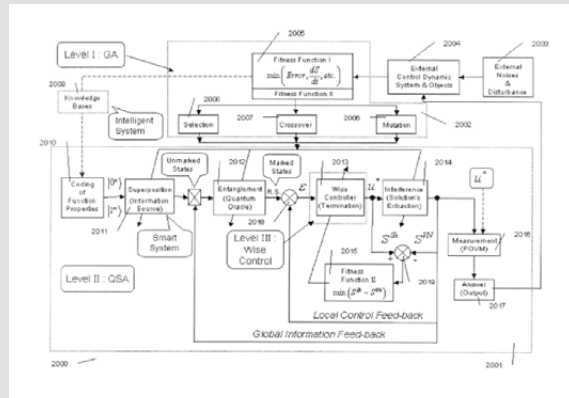 2005
Level I : GA
Fitness Function I
min(Error, dS/dt, etc.)
Fitness Function II
2004
External
Control Dynamic
System & Objects
2003
External
Noises &
Disturbance
2009
Knowledge
Bases
Intelligent
System
2007
2002
Selection
Crossover
Mutation
2010
Coding
of
Function
Properties
2011
Superposition
(Information
Source)
Smart
System
Unmarked
States
2012
Entanglement
(Quantum
Oracle)
Marked
States
R.S.
2018
ε
2013
Wise
Controller
(Termination)
u*
2014
Interference
(Solution's
Extraction)
Level III :
Wise
Control
Level II : QSA
2015
Fitness
Function II
2019
u*
Measurement
(POVM)
2016
Answer
(Output)
2017
Local Control Feed-back
Global Information Feed-back
2000
2001